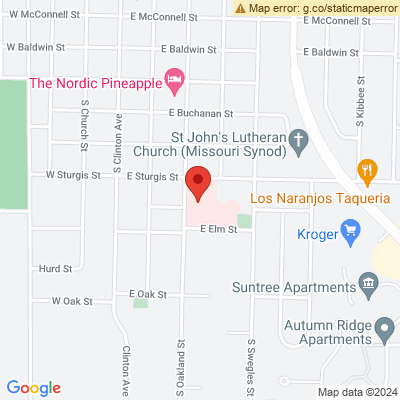 Map error: g.co/staticmaperror
W McConnell St
E McConnell St
W Baldwin St
E Baldwin St
E Baldwin St
The Nordic Pineapple
S Kibbee St
E Buchanan St
S Church St
S Clinton Ave
St John's Lutheran
Church (Missouri Synod)
W Sturgis St
E Sturgis St
Los Naranjos Taqueria
E Elm St
Kroger
Hurd St
Suntree Apartments
W Oak St
E Oak St
Autumn Ridge
Apartments
Clinton Ave
S Oakland St
S Swegles St
Google
Map data ©2024